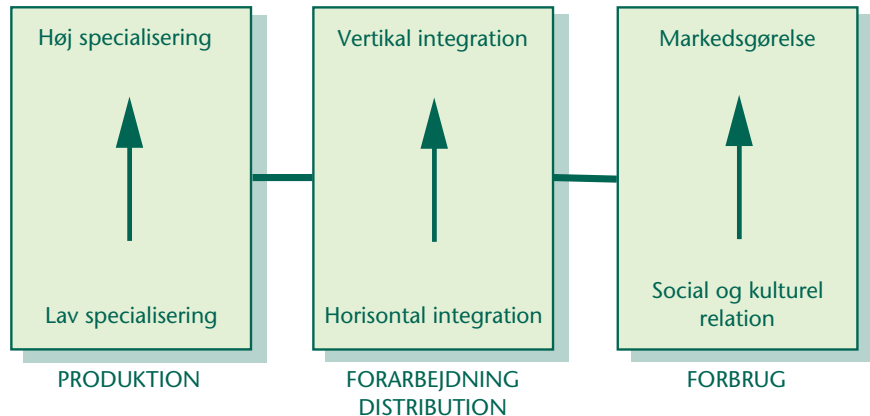 Høj specialisering
Lav specialisering
PRODUKTION
Vertikal integration
Horisontal integration
FORARBEJDNING
DISTRIBUTION
Markedsgørelse
Social og kulturel
relation
FORBRUG